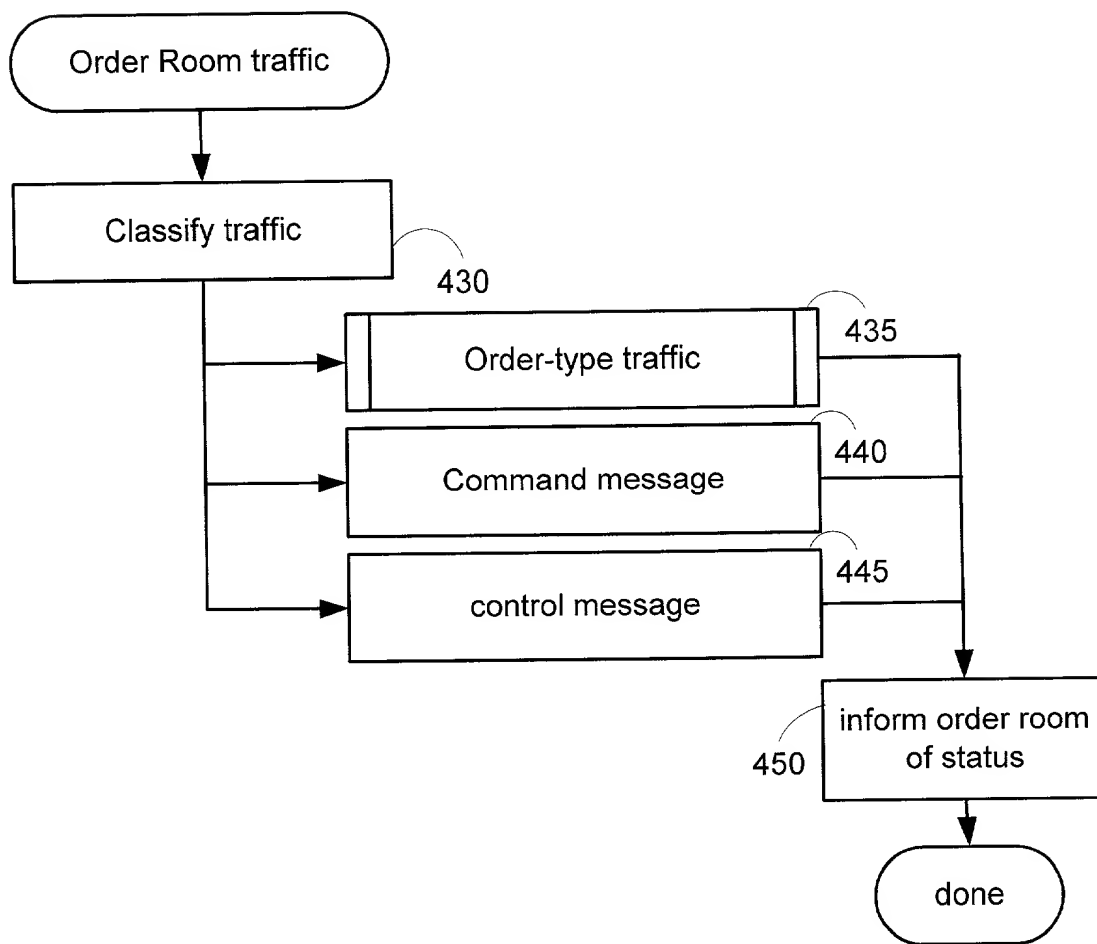 Order Room traffic
Classify traffic
430
Order-type traffic
435
Command message
440
control message
445
inform order room
of status
450
done